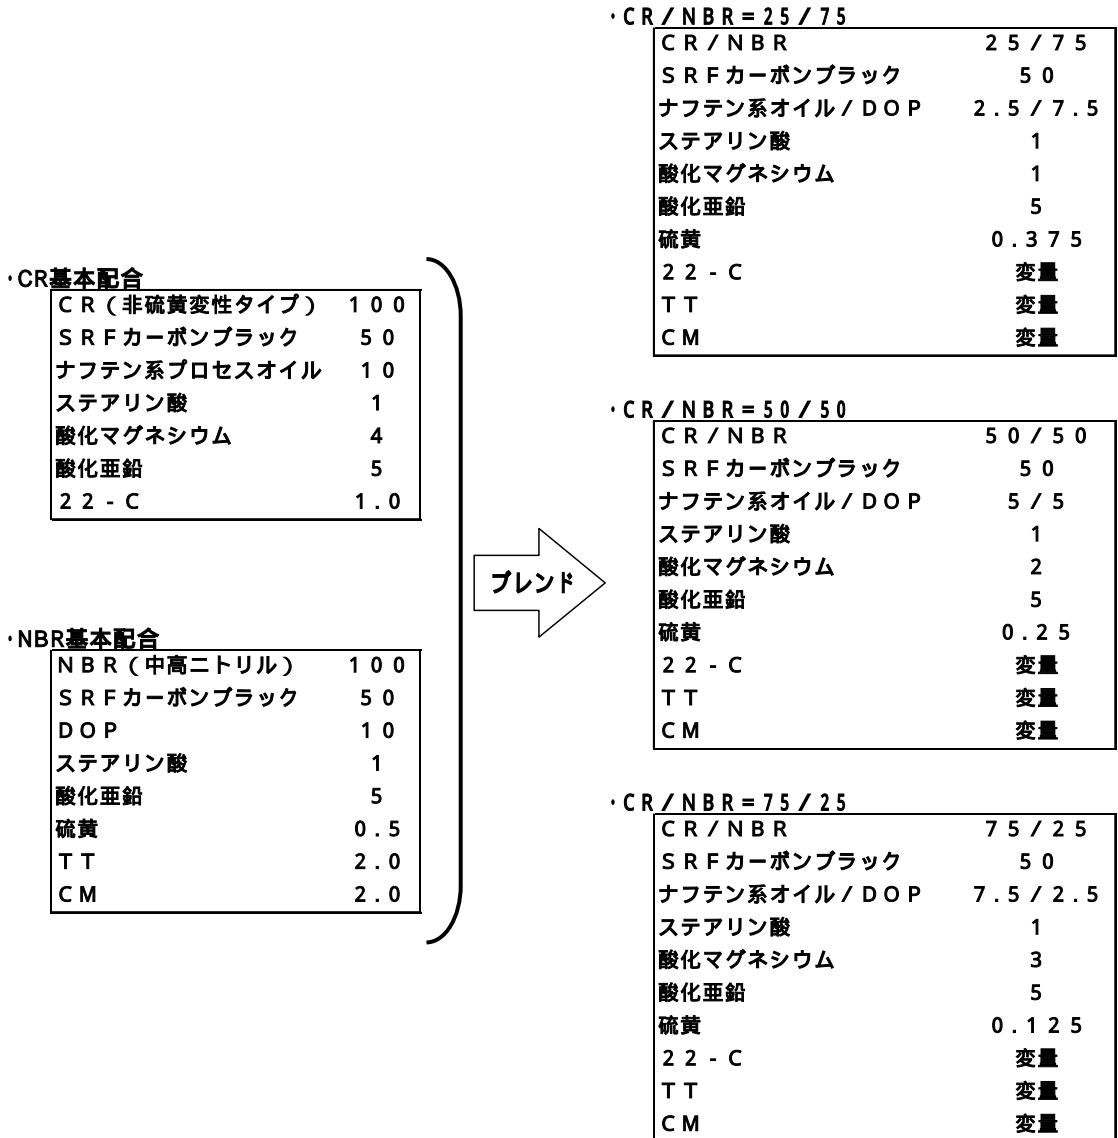 ・CR基本配合
CR(非硫黄変性タイプ) 100
SRFカーボンブラック 50
ナフテン系プロセスオイル 10
ステアリン酸 1
酸化マグネシウム 4
酸化亜鉛 5
22-C 1.0
・NBR基本配合
NBR(中高ニトリル) 100
SRFカーボンブラック 50
DOP 10
ステアリン酸 1
酸化亜鉛 5
硫黄 0.5
TT 2.0
CM 2.0
ブレンド
・CR/NBR=25/75
CR/NBR 25/75
SRFカーボンブラック 50
ナフテン系オイル/DOP 2.5/7.5
ステアリン酸 1
酸化マグネシウム 1
酸化亜鉛 5
硫黄 0.375
22-C 変量
TT 変量
CM 変量
・CR/NBR=50/50
CR/NBR 50/50
SRFカーボンブラック 50
ナフテン系オイル/DOP 5/5
ステアリン酸 1
酸化マグネシウム 2
酸化亜鉛 5
硫黄 0.25
22-C 変量
TT 変量
CM 変量
・CR/NBR=75/25
CR/NBR 75/25
SRFカーボンブラック 50
ナフテン系オイル/DOP 7.5/2.5
ステアリン酸 1
酸化マグネシウム 3
酸化亜鉛 5
硫黄 0.125
22-C 変量
TT 変量
CM 変量